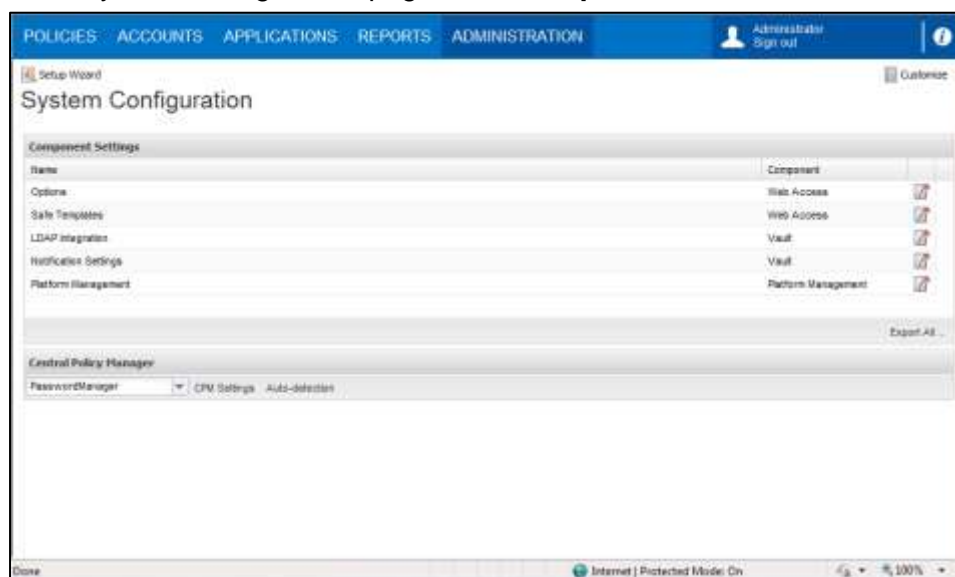 POLICIES ACCOUNTS APPLICATIONS REPORTS ADMINISTRATION Administrator
Sign out
Setup Wizard Customize
System Configuration
Component Settings
Name Component
Options Web Access
Safe Templates Web Access
LDAP Integration Vault
Notification Settings Vault
Platform Management Platform Management
Export All ...
Central Policy Manager
PasswordManager CPM Settings Auto-detection
Done Internet | Protected Mode: On 100%